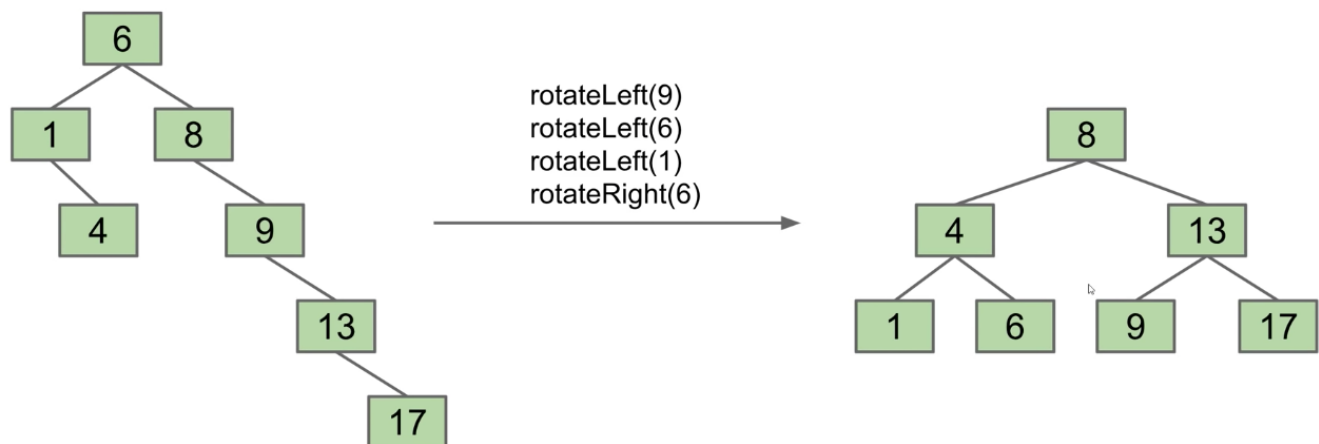 6
1 8
4 9
13
17
rotateLeft(9)
rotateLeft(6)
rotateLeft(1)
rotateRight(6)
8
4 13
1 6 9 17